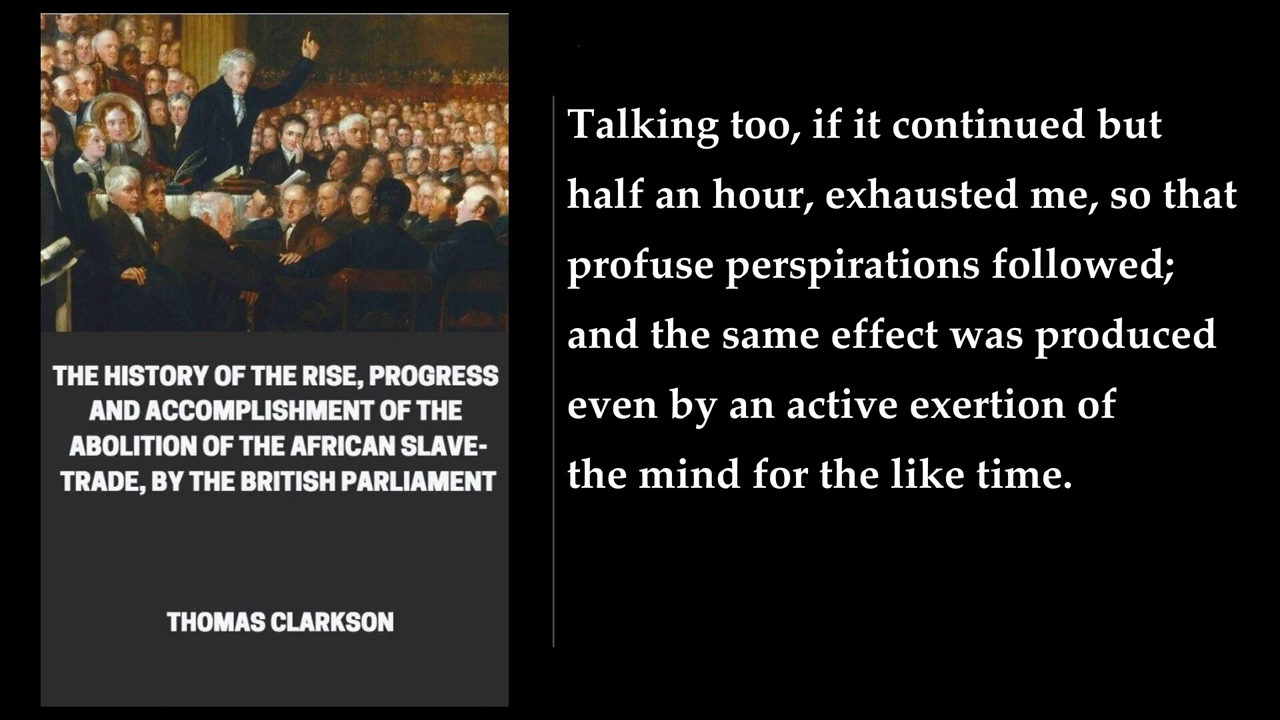 THE HISTORY OF THE RISE, PROGRESS
AND ACCOMPLISHMENT OF THE
ABOLITION OF THE AFRICAN SLAVE-
TRADE, BY THE BRITISH PARLIAMENT
THOMAS CLARKSON
Talking too, if it continued but
half an hour, exhausted me, so that
profuse perspirations followed;
and the same effect was produced
even by an active exertion of
the mind for the like time.